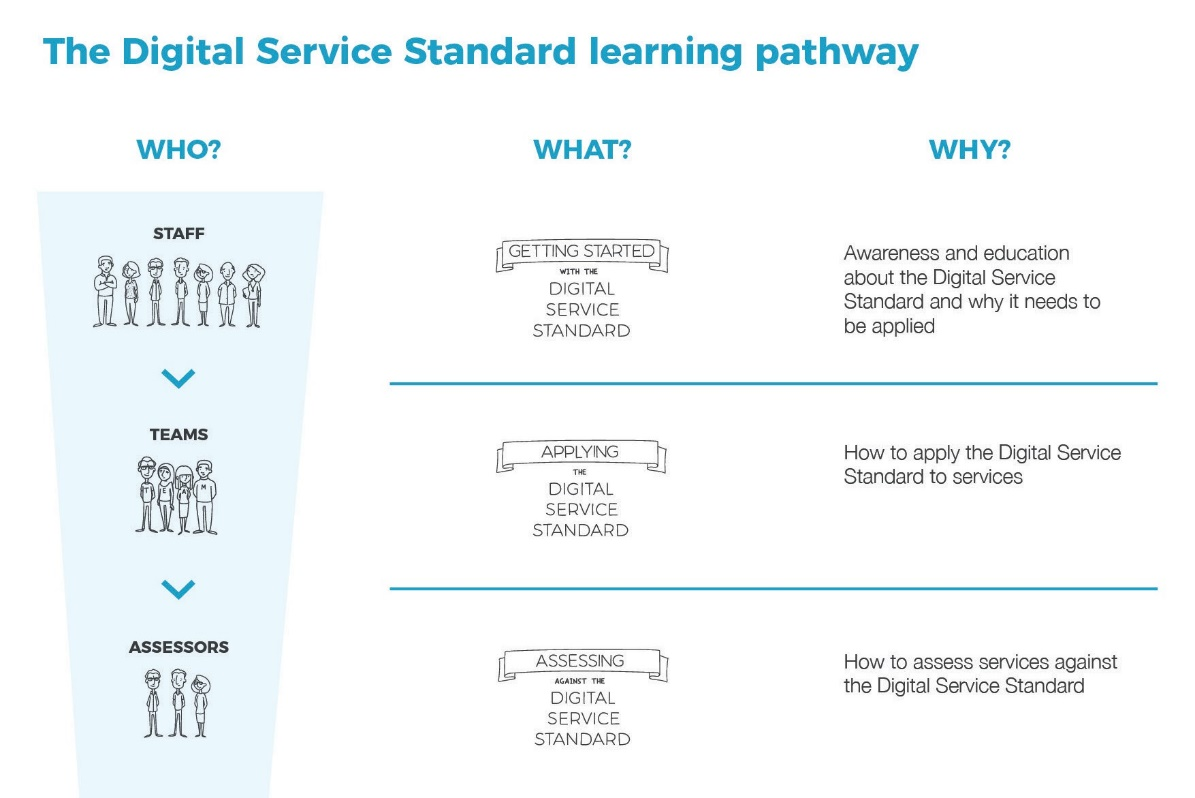 The Digital Service Standard learning pathway
WHO?
WHAT?
WHY?
STAFF
GETTING STARTED
WITH THE
DIGITAL
SERVICE
STANDARD
Awareness and education
about the Digital Service
Standard and why it needs to
be applied
TEAMS
T E A M
APPLYING
THE
DIGITAL
SERVICE
STANDARD
How to apply the Digital Service
Standard to services
ASSESSORS
ASSESSING
AGAINST THE
DIGITAL
SERVICE
STANDARD
How to assess services against
the Digital Service Standard